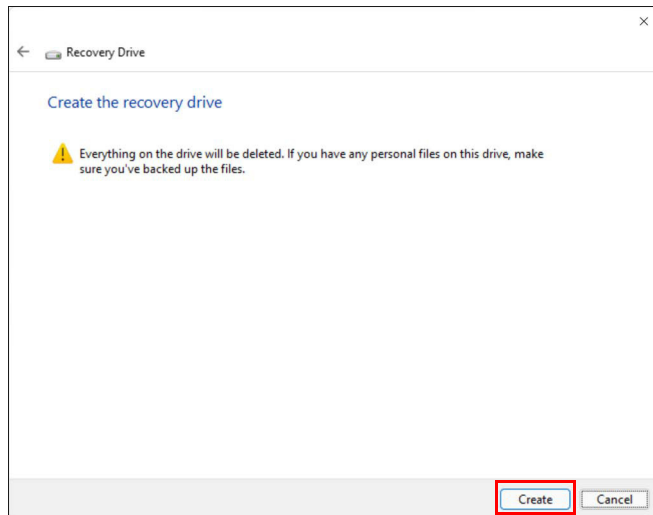 Recovery Drive
Create the recovery drive
Everything on the drive will be deleted. If you have any personal files on this drive, make
sure you've backed up the files.
Create Cancel